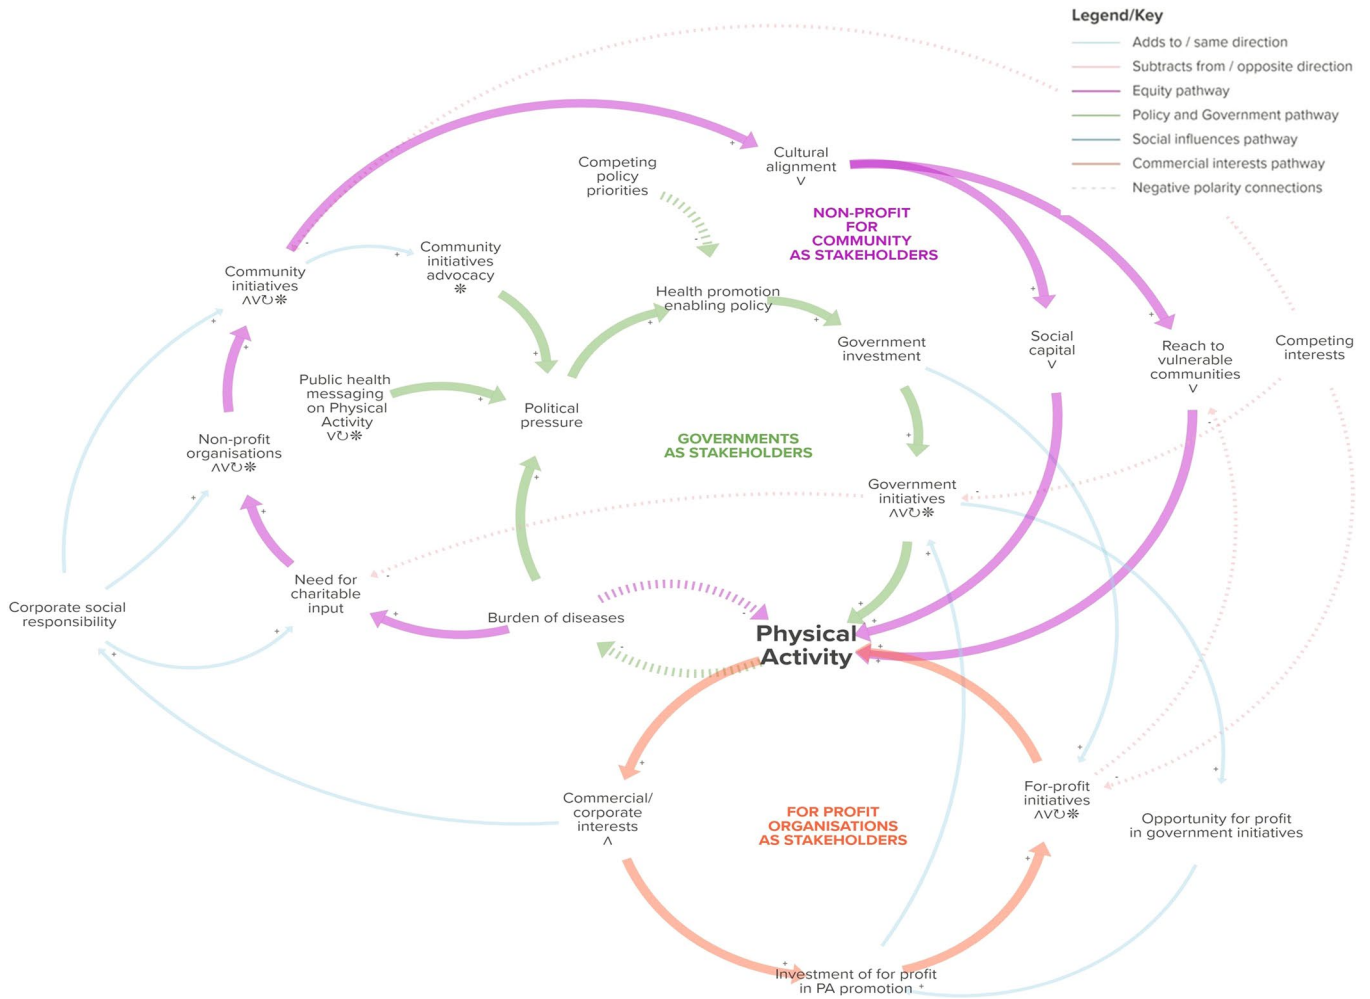 Legend/Key
Adds to / same direction
Subtracts from / opposite direction
Equity pathway
Policy and Government pathway
Social influences pathway
Commercial interests pathway
Negative polarity connections
Competing
policy
priorities
Cultural
alignment
V
NON-PROFIT
FOR
COMMUNITY
AS STAKEHOLDERS
Community
initiatives
ΛV↻❋
Community
initiatives
advocacy
❋
Health promotion
enabling policy
Government
investment
Social
capital
V
Reach to
vulnerable
communities
V
Competing
interests
Public health
messaging
on Physical
Activity
V↻❋
Political
pressure
Non-profit
organisations
ΛV↻❋
GOVERNMENTS
AS STAKEHOLDERS
Government
initiatives
ΛV↻❋
Need for
charitable
input
Corporate social
responsibility
Burden of diseases
Physical
Activity
Commercial/
corporate
interests
Λ
FOR PROFIT
ORGANISATIONS
AS STAKEHOLDERS
For-profit
initiatives
ΛV↻❋
Opportunity for profit
in government initiatives
Investment of for profit
in PA promotion